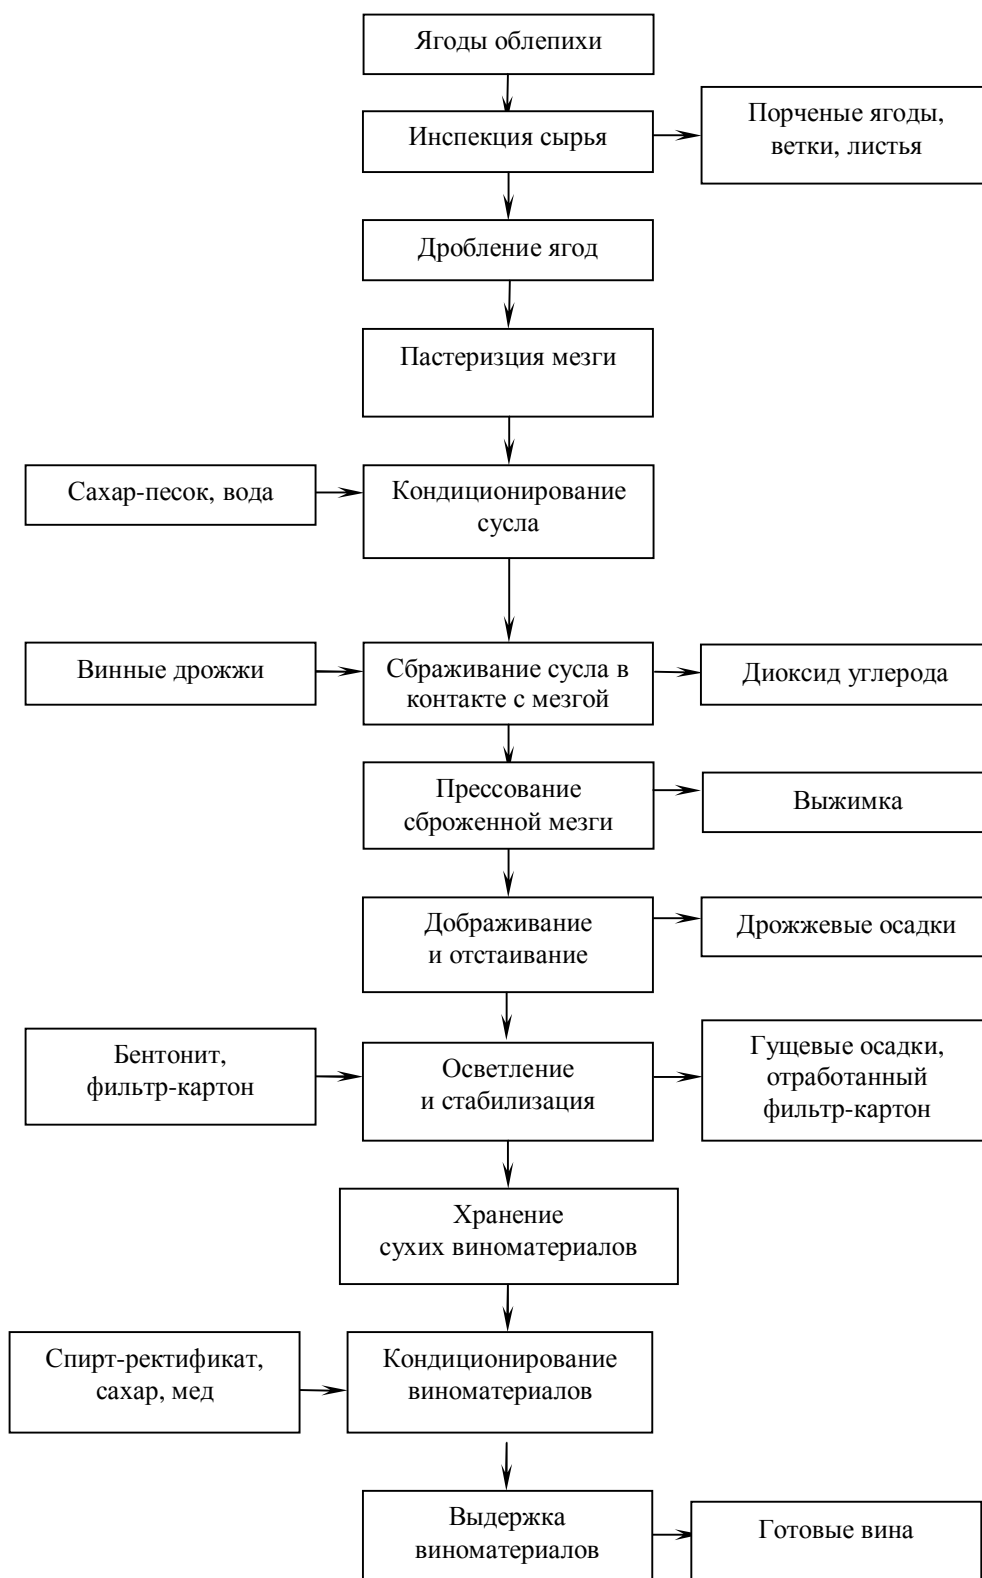 Ягоды облепихи
Инспекция сырья
Порченые ягоды,
ветки, листья
Дробление ягод
Пастеризция мезги
Сахар-песок, вода
Кондиционирование
сусла
Винные дрожжи
Сбраживание сусла в
контакте с мезгой
Диоксид углерода
Прессование
сброженной мезги
Выжимка
Дображивание
и отстаивание
Дрожжевые осадки
Бентонит,
фильтр-картон
Осветление
и стабилизация
Гущевые осадки,
отработанный
фильтр-картон
Хранение
сухих виноматериалов
Спирт-ректификат,
сахар, мед
Кондиционирование
виноматериалов
Выдержка
виноматериалов
Готовые вина